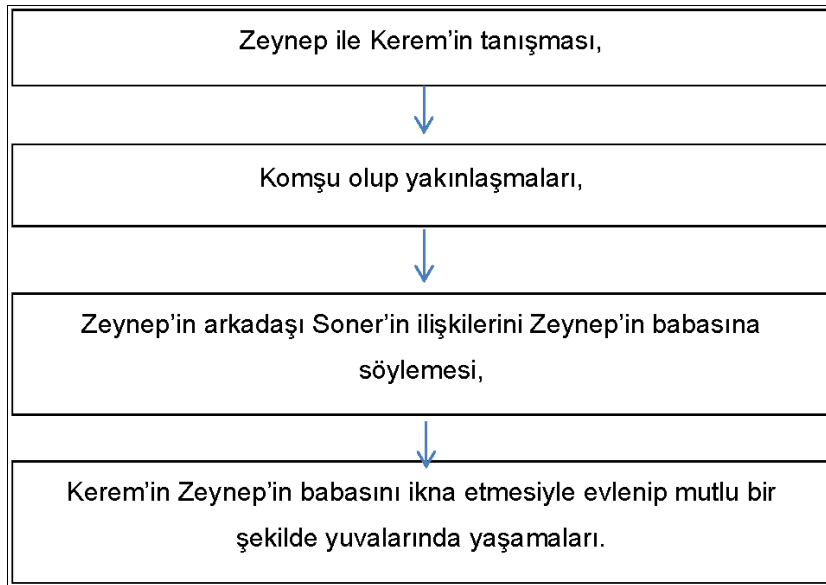 Zeynep ile Kerem’in tanışması,
Komşu olup yakınlaşmaları,
Zeynep’in arkadaşı Soner’in ilişkilerini Zeynep’in babasına
söylemesi,
Kerem’in Zeynep’in babasını ikna etmesiyle evlenip mutlu bir
şekilde yuvalarında yaşamaları.